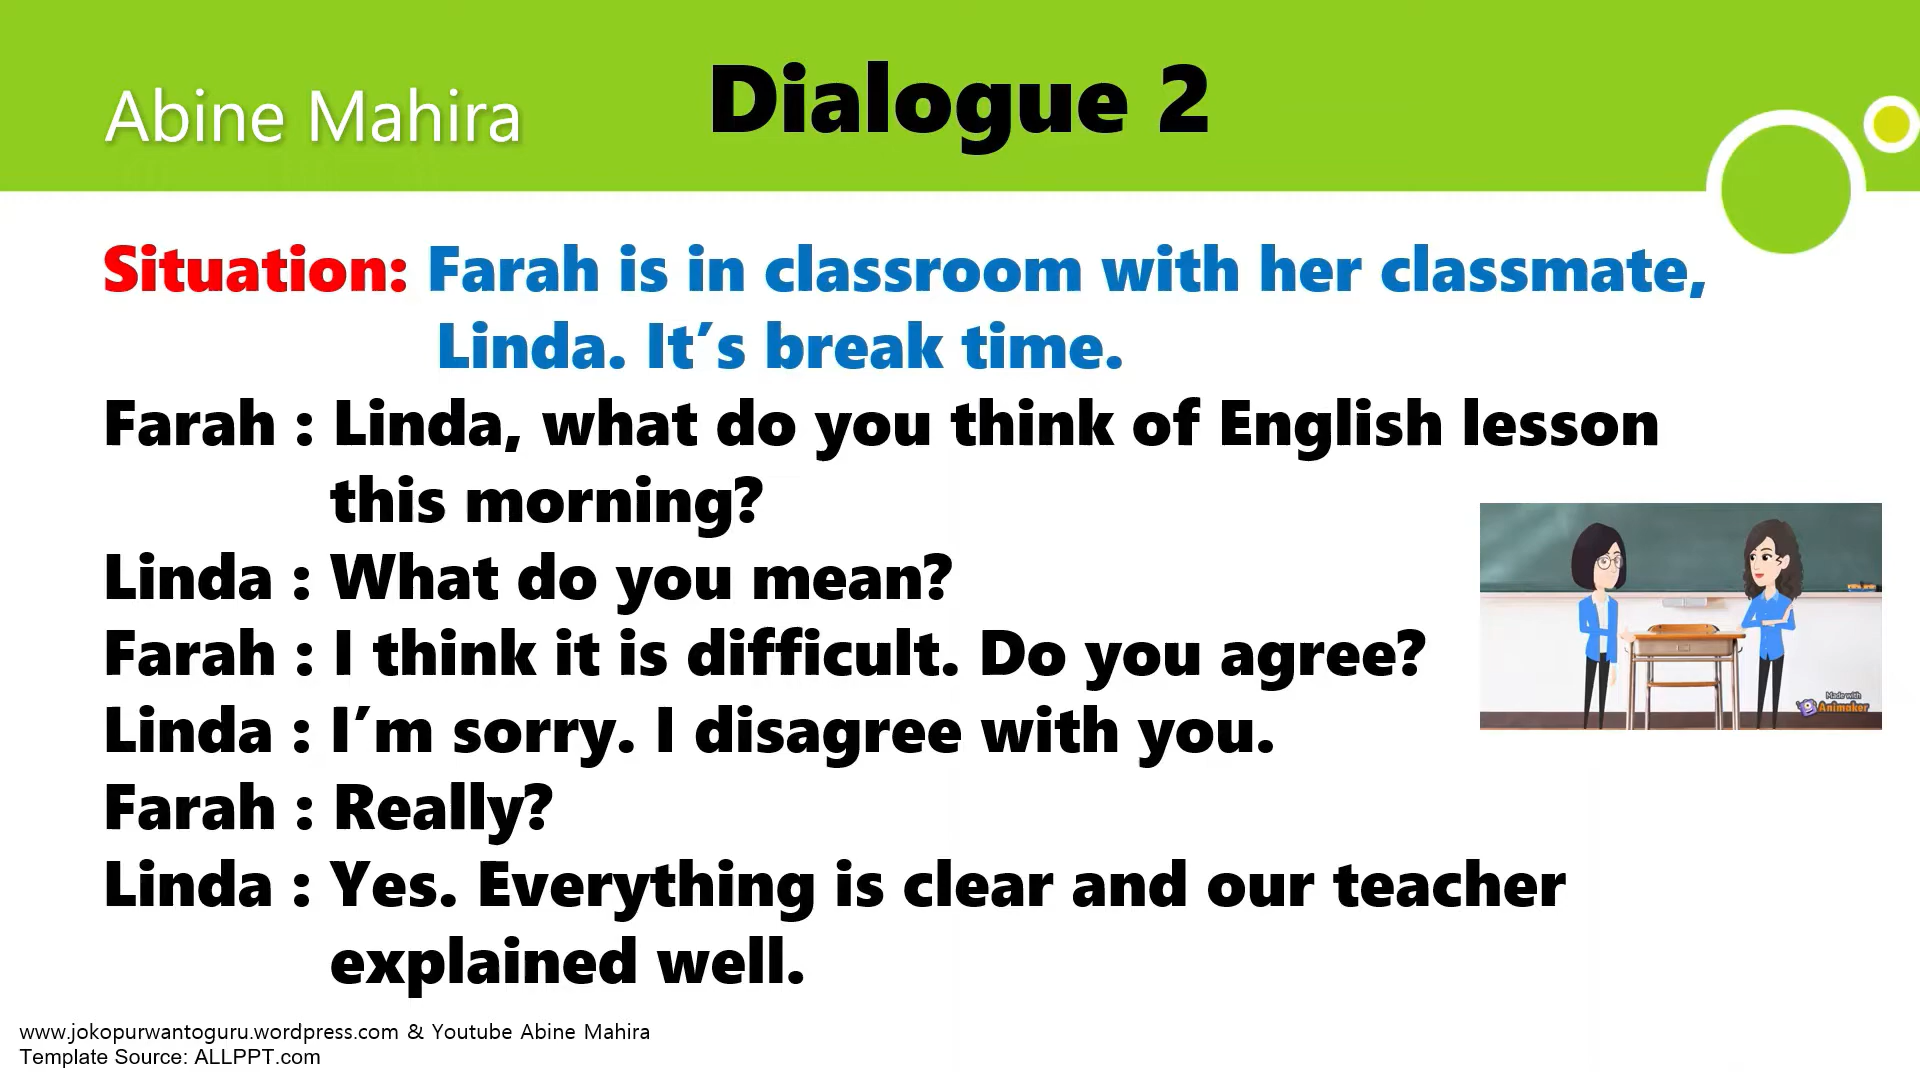 Abine Mahira
Dialogue 2
Situation: Farah is in classroom with her classmate,
Linda. It's break time.
Farah : Linda, what do you think of English lesson
this morning?
Linda : What do you mean?
Farah : I think it is difficult. Do you agree?
Linda : I'm sorry. I disagree with you.
Farah : Really?
Linda : Yes. Everything is clear and our teacher
explained well.
Made with
Animaker
www.jokopurwantoguru.wordpress.com & Youtube Abine Mahira
Template Source: ALLPPT.com